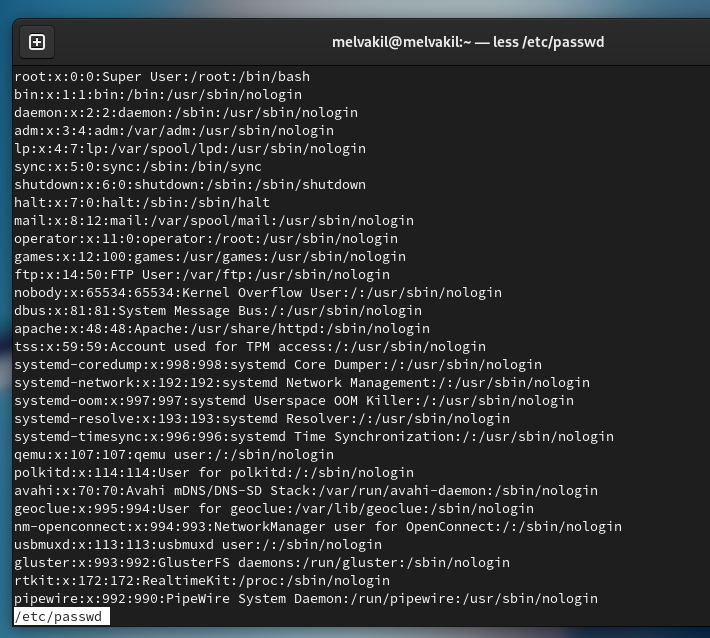 melvakil@melvakil:~ — less /etc/passwd
root:x:0:0:Super User:/root:/bin/bash
bin:x:1:1:bin:/bin:/usr/sbin/nologin
daemon:x:2:2:daemon:/sbin:/usr/sbin/nologin
adm:x:3:4:adm:/var/adm:/usr/sbin/nologin
lp:x:4:7:lp:/var/spool/lpd:/usr/sbin/nologin
sync:x:5:0:sync:/sbin:/bin/sync
shutdown:x:6:0:shutdown:/sbin:/sbin/shutdown
halt:x:7:0:halt:/sbin:/sbin/halt
mail:x:8:12:mail:/var/spool/mail:/usr/sbin/nologin
operator:x:11:0:operator:/root:/usr/sbin/nologin
games:x:12:100:games:/usr/games:/usr/sbin/nologin
ftp:x:14:50:FTP User:/var/ftp:/usr/sbin/nologin
nobody:x:65534:65534:Kernel Overflow User:/:/usr/sbin/nologin
dbus:x:81:81:System Message Bus:/:/usr/sbin/nologin
apache:x:48:48:Apache:/usr/share/httpd:/sbin/nologin
tss:x:59:59:Account used for TPM access:/:/usr/sbin/nologin
systemd-coredump:x:998:998:systemd Core Dumper:/:/usr/sbin/nologin
systemd-network:x:192:192:systemd Network Management:/:/usr/sbin/nologin
systemd-oom:x:997:997:systemd Userspace OOM Killer:/:/usr/sbin/nologin
systemd-resolve:x:193:193:systemd Resolver:/:/usr/sbin/nologin
systemd-timesync:x:996:996:systemd Time Synchronization:/:/usr/sbin/nologin
qemu:x:107:107:qemu user:/:/sbin/nologin
polkitd:x:114:114:User for polkitd:/:/sbin/nologin
avahi:x:70:70:Avahi mDNS/DNS-SD Stack:/var/run/avahi-daemon:/sbin/nologin
geoclue:x:995:994:User for geoclue:/var/lib/geoclue:/sbin/nologin
nm-openconnect:x:994:993:NetworkManager user for OpenConnect:/:/sbin/nologin
usbmuxd:x:113:113:usbmuxd user:/:/sbin/nologin
gluster:x:993:992:GlusterFS daemons:/run/gluster:/sbin/nologin
rtkit:x:172:172:RealtimeKit:/proc:/sbin/nologin
pipewire:x:992:990:PipeWire System Daemon:/run/pipewire:/usr/sbin/nologin
/etc/passwd